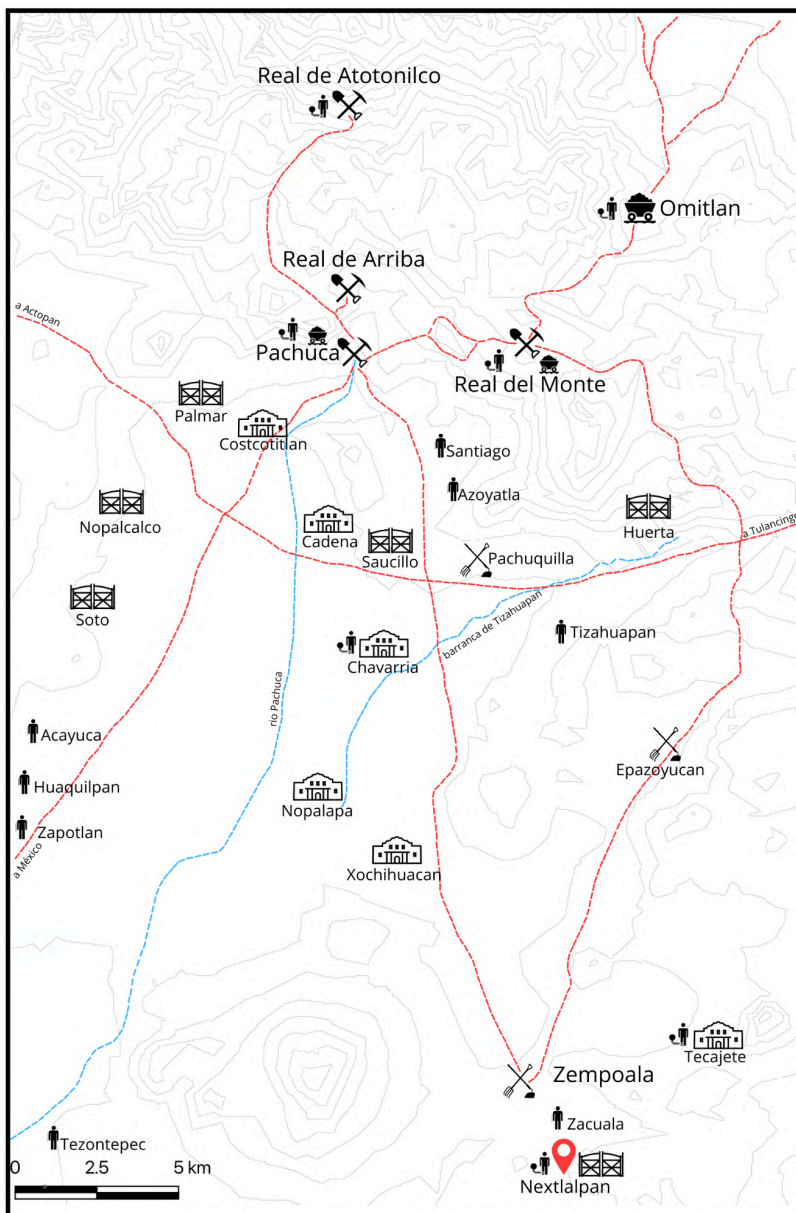 Real de Atotonilco
Omitlan
Real de Arriba
a Actopan
Pachuca
Real del Monte
Palmar
Costcotitlan
Santiago
Azoyatla
Nopalcalco
Cadena
Huerta
a Tulancingo
Saucillo
Pachuquilla
Soto
barranca de Tizahuapan
Tizahuapan
Chavarria
rio Pachuca
Acayuca
Epazoyucan
Huaquilpan
Nopalapa
Zapotlan
a México
Xochihuacan
Tecajete
Zempoala
Zacuala
Tezontepec
0 2.5 5 km
Nextlalpan